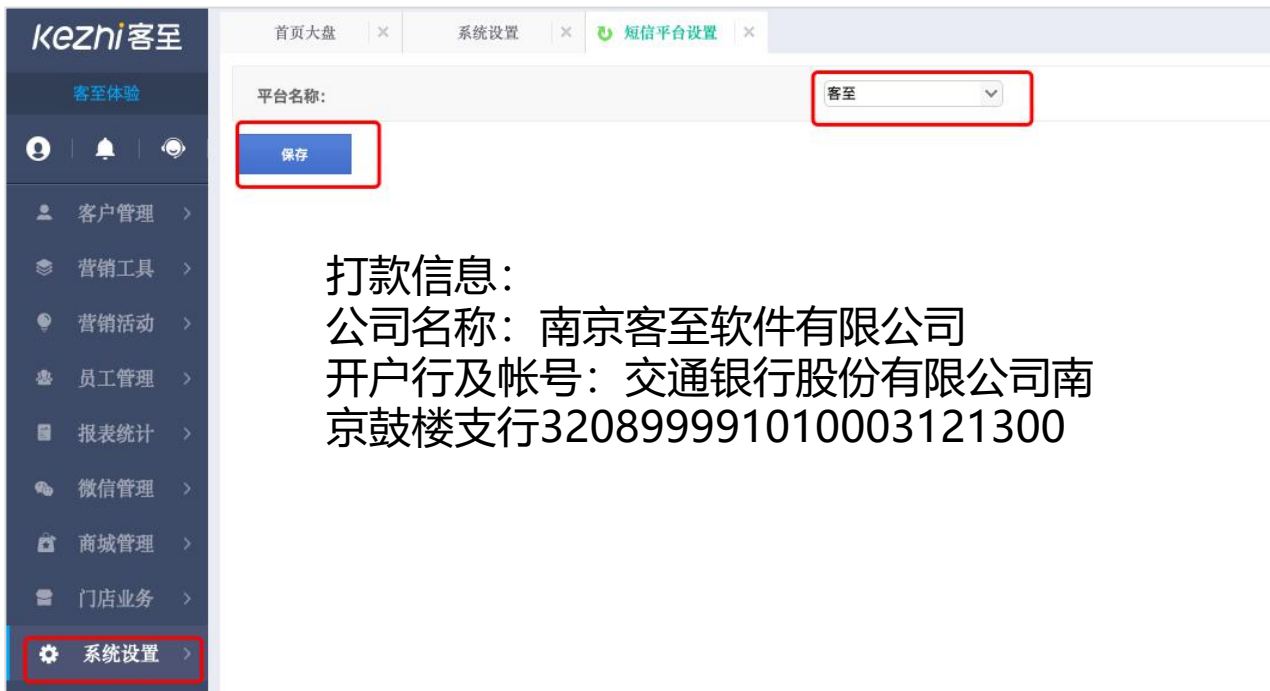 kezhi客至
首页大盘
系统设置
短信平台设置
客至体验
平台名称:
客至
保存
客户管理
营销工具
营销活动
员工管理
报表统计
微信管理
商城管理
门店业务
系统设置
打款信息：
公司名称：南京客至软件有限公司
开户行及帐号：交通银行股份有限公司南
京鼓楼支行320899991010003121300